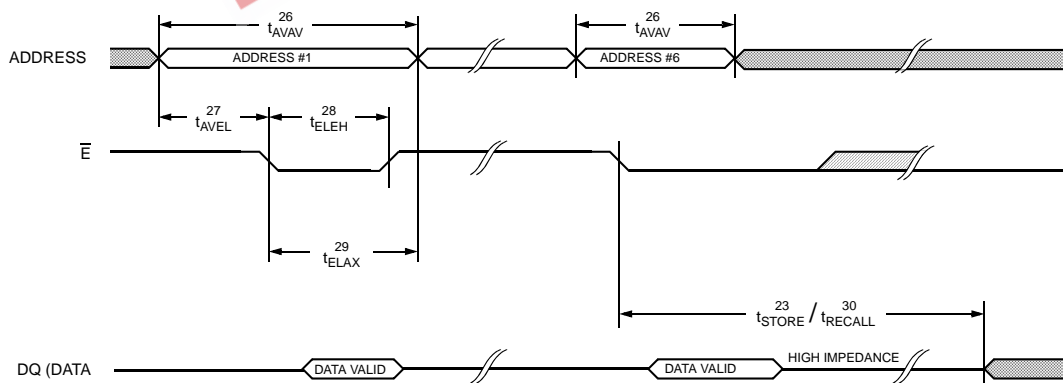 26
tAVAV
26
tAVAV
ADDRESS
ADDRESS #1
ADDRESS #6
27
tAVEL
28
tELEH
E
29
tELAX
23 30
tSTORE / tRECALL
DQ (DATA
DATA VALID
DATA VALID
HIGH IMPEDANCE